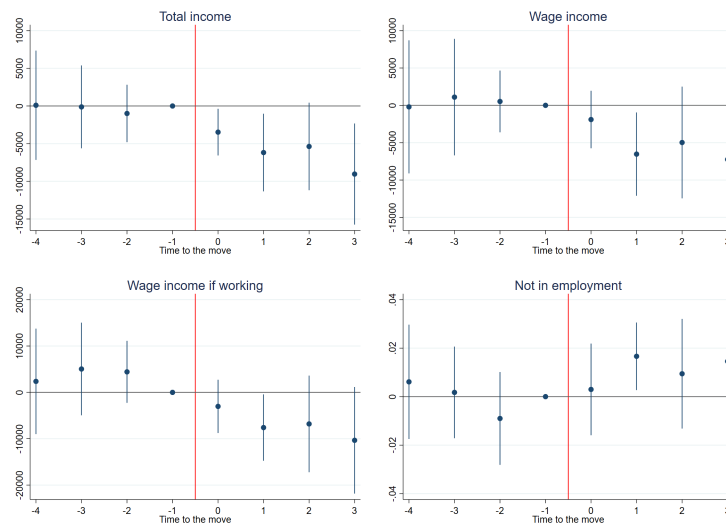 Total income
10000
5000
0
-5000
-10000
-15000
-4 -3 -2 -1 0 1 2 3
Time to the move
Wage income
10000
5000
0
-5000
-10000
-15000
-4 -3 -2 -1 0 1 2
Time to the move
Wage income if working
20000
10000
0
-10000
-20000
-4 -3 -2 -1 0 1 2 3
Time to the move
Not in employment
.04
.02
0
-.02
-.04
-4 -3 -2 -1 0 1 2
Time to the move